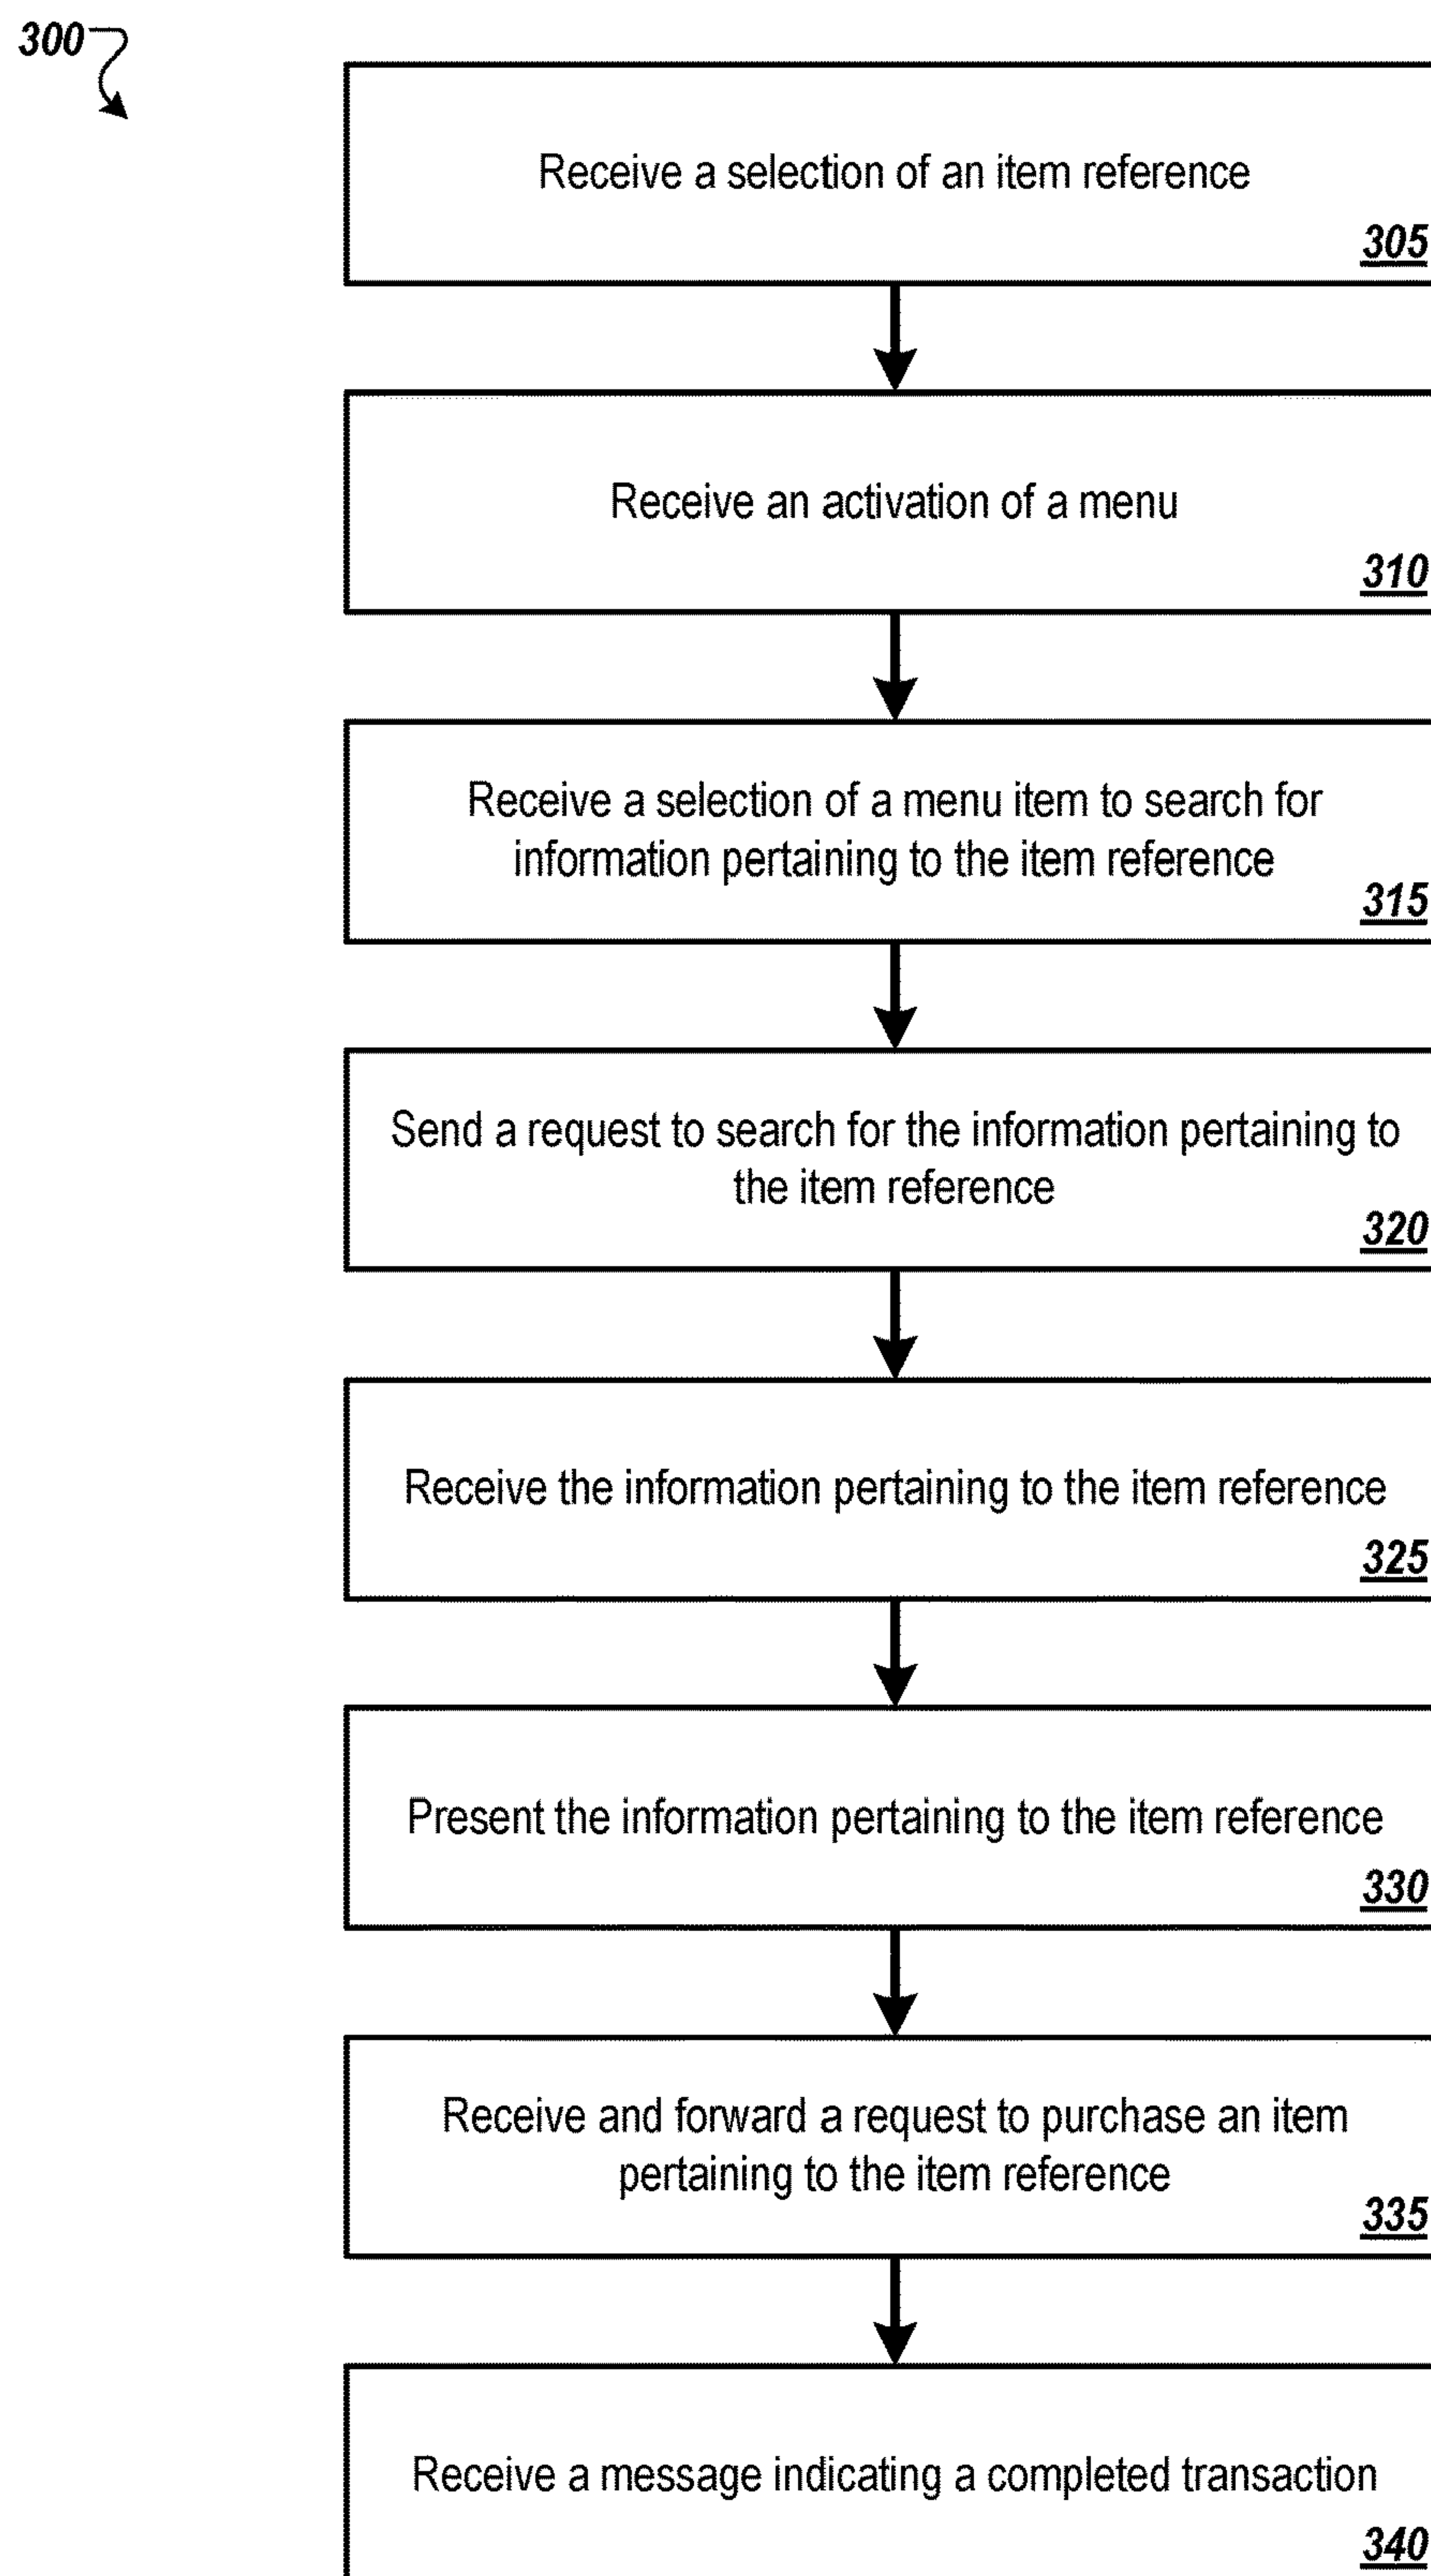 300
Receive a selection of an item reference
305
Receive an activation of a menu
310
Receive a selection of a menu item to search for
information pertaining to the item reference
315
Send a request to search for the information pertaining to
the item reference
320
Receive the information pertaining to the item reference
325
Present the information pertaining to the item reference
330
Receive and forward a request to purchase an item
pertaining to the item reference
335
Receive a message indicating a completed transaction
340